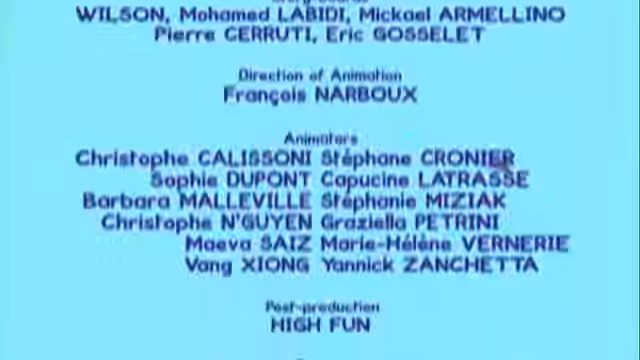 WILSON, Mohamed LABIDI, Mickael ARMELLINO
Pierre CERRUTI, Eric GOSSELET
Direction of Animation
François NARBOUX
Animators
Christophe CALISSONI Stéphane CRONIER
Sophie DUPONT Capucine LATRASSE
Barbara MALLEVILLE Stéphanie MIZIAK
Christophe N'GUYEN Graziella PETRINI
Maeva SAIZ Marie-Hélène VERNERIE
Vang XIONG Yannick ZANCHETTA
Post-production
HIGH FUN